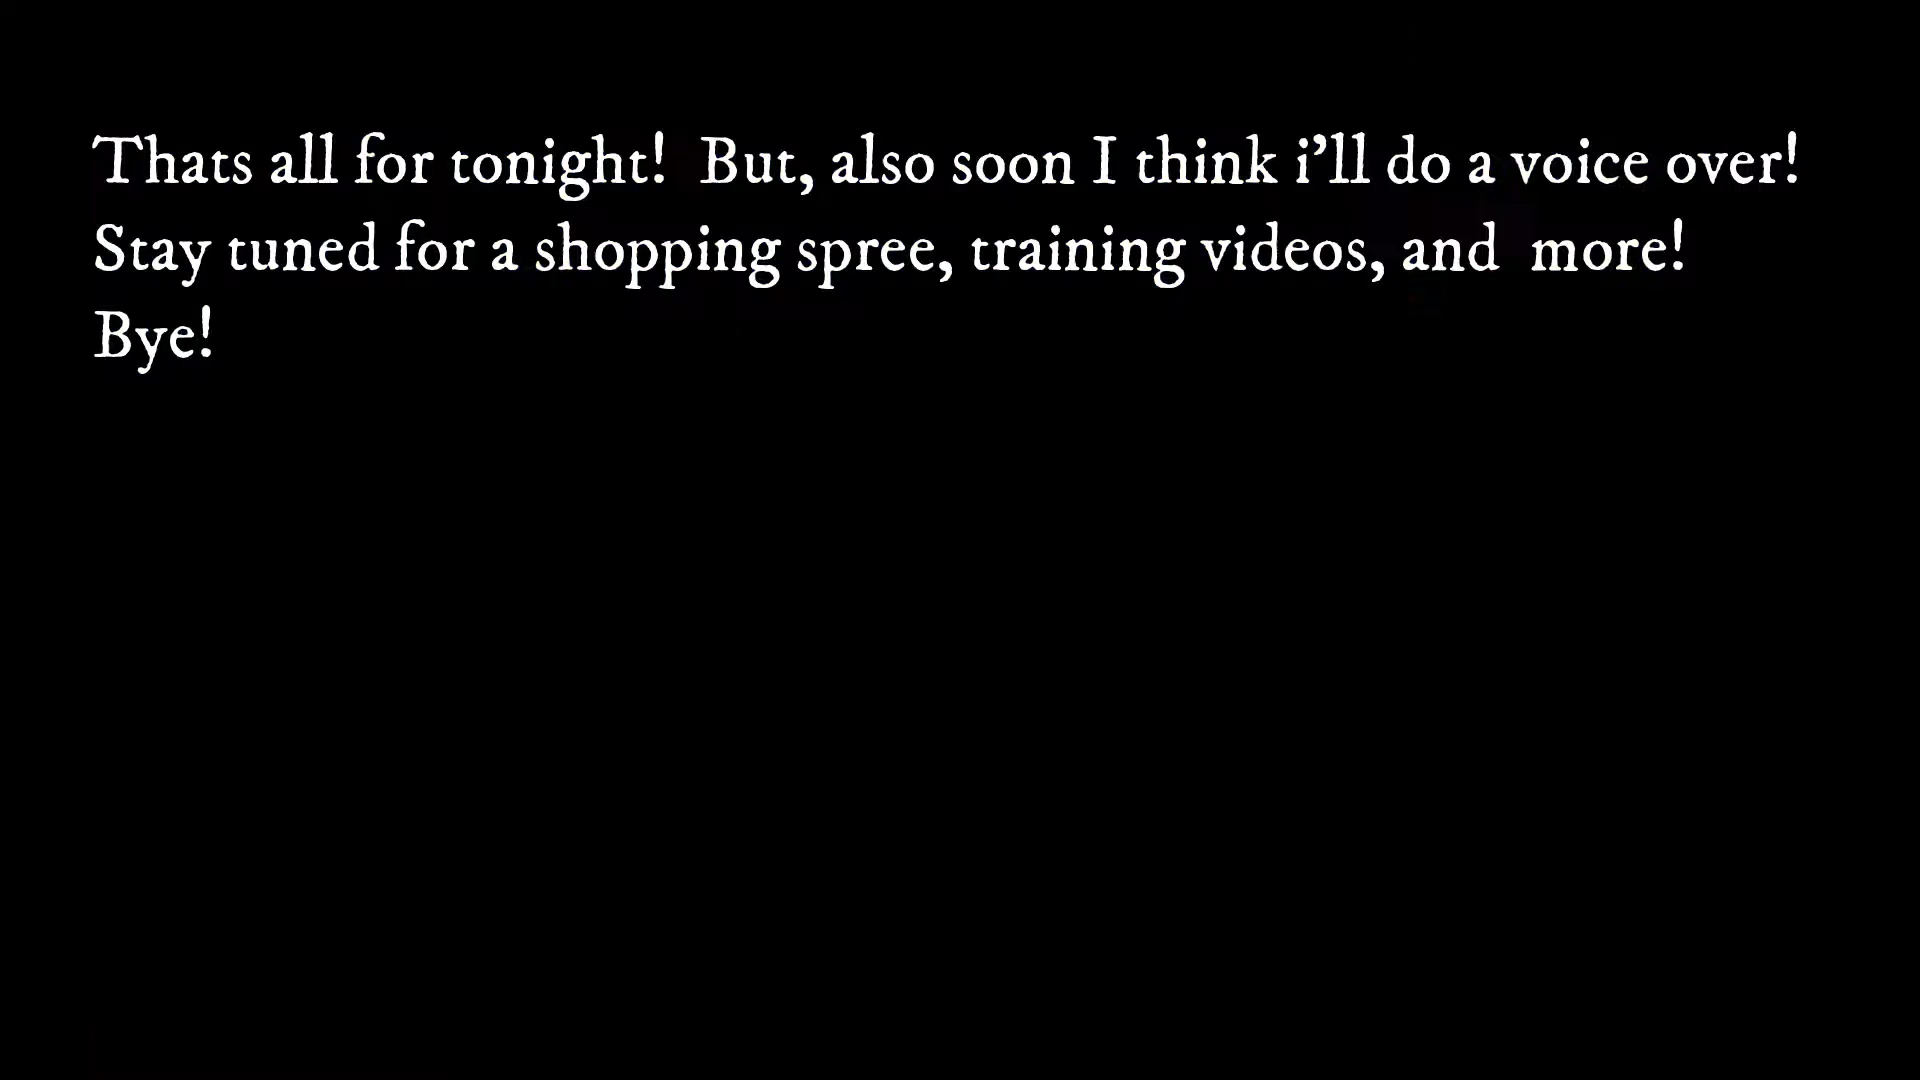 Thats all for tonight!  But, also soon I think i'll do a voice over!
Stay tuned for a shopping spree, training videos, and  more!
Bye!